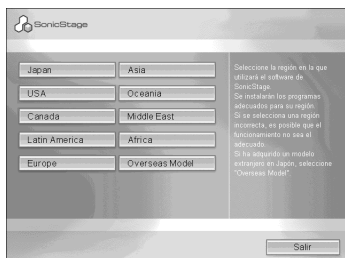 SonicStage
Japan
Asia
USA
Oceania
Canada
Middle East
Latin America
Africa
Europe
Overseas Model
Seleccione la región en la que
utilizará el software de
SonicStage.
Se instalarán los programas
adecuados para su región.
Si se selecciona una región
incorrecta, es posible que el
funcionamiento no sea el
adecuado.
Si ha adquirido un modelo
extranjero en Japón, seleccione
"Overseas Model".
Salir